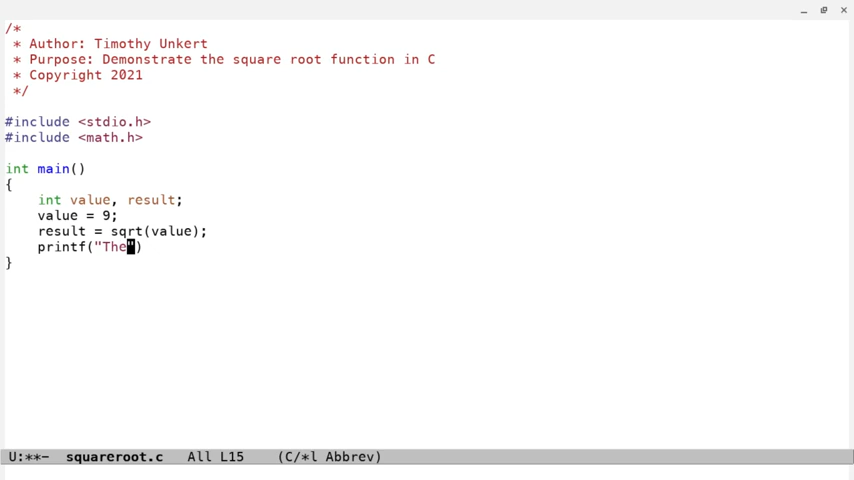 /*
 * Author: Timothy Unkert
 * Purpose: Demonstrate the square root function in C
 * Copyright 2021
 */
#include <stdio.h>
#include <math.h>
int main()
{
    int value, result;
    value = 9;
    result = sqrt(value);
    printf("The")
}
U:**-  squareroot.c   All L15    (C/*l Abbrev)